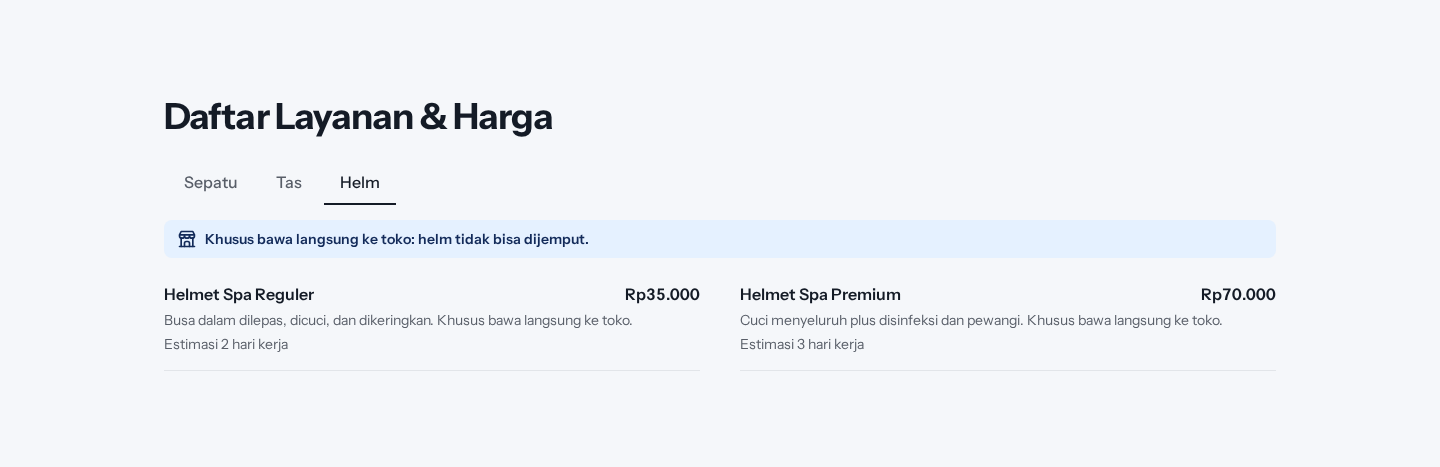 Daftar Layanan & Harga
Sepatu
Tas
Helm
Khusus bawa langsung ke toko: helm tidak bisa dijemput.
Helmet Spa Reguler
Rp35.000
Busa dalam dilepas, dicuci, dan dikeringkan. Khusus bawa langsung ke toko.
Estimasi 2 hari kerja
Helmet Spa Premium
Rp70.000
Cuci menyeluruh plus disinfeksi dan pewangi. Khusus bawa langsung ke toko.
Estimasi 3 hari kerja